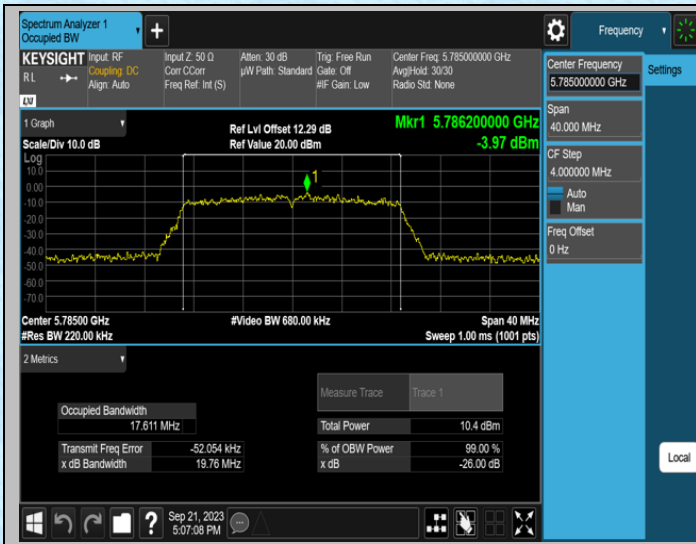 Spectrum Analyzer 1
Occupied BW
Frequency
KEYSIGHT
RL
LXI
Input: RF
Coupling: DC
Align: Auto
Input Z: 50 Ω
Corr CCorr
Freq Ref: Int (S)
Atten: 30 dB
µW Path: Standard
Trig: Free Run
Gate: Off
#IF Gain: Low
Center Freq: 5.785000000 GHz
Avg|Hold: 30/30
Radio Std: None
Center Frequency
5.785000000 GHz
Settings
Span
40.000 MHz
CF Step
4.000000 MHz
Auto
Man
Freq Offset
0 Hz
1 Graph
Scale/Div 10.0 dB
Ref Lvl Offset 12.29 dB
Ref Value 20.00 dBm
Mkr1 5.786200000 GHz
-3.97 dBm
Log
10.0
0.00
-10.0
-20.0
-30.0
-40.0
-50.0
-60.0
-70.0
1
Center 5.78500 GHz
#Video BW 680.00 kHz
Span 40 MHz
#Res BW 220.00 kHz
Sweep 1.00 ms (1001 pts)
2 Metrics
Measure Trace
Trace 1
Occupied Bandwidth
17.611 MHz
Total Power
10.4 dBm
Transmit Freq Error
-52.054 kHz
% of OBW Power
99.00 %
x dB Bandwidth
19.76 MHz
x dB
-26.00 dB
Local
Sep 21, 2023
5:07:08 PM